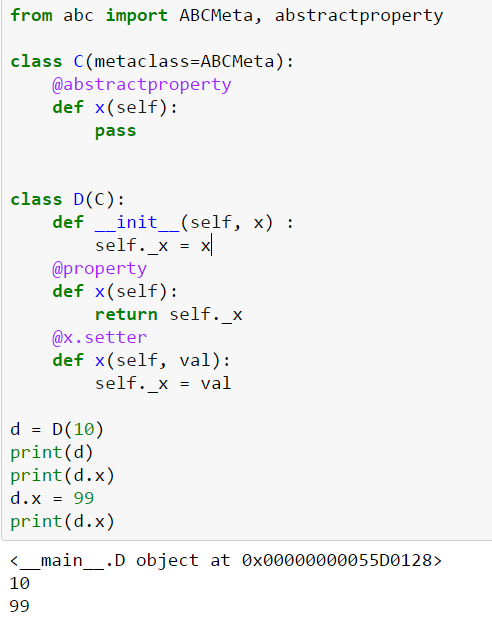 from abc import ABCMeta, abstractproperty
class C(metaclass=ABCMeta):
    @abstractproperty
    def x(self):
        pass
class D(C):
    def __init__(self, x) :
        self._x = x
    @property
    def x(self):
        return self._x
    @x.setter
    def x(self, val):
        self._x = val
d = D(10)
print(d)
print(d.x)
d.x = 99
print(d.x)
<__main__.D object at 0x00000000055D0128>
10
99